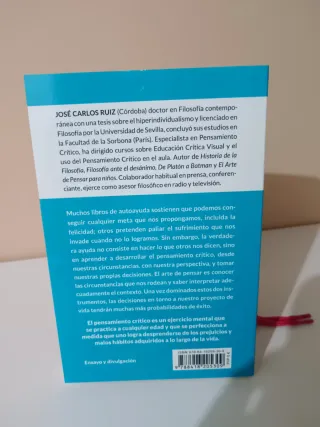 JOSÉ CARLOS RUIZ (Córdoba) doctor en Filosofía contempo-
ránea con una tesis sobre el hiperindividualismo y licenciado en
Filosofía por la Universidad de Sevilla, concluyó sus estudios en
la Facultad de la Sorbona (París). Especialista en Pensamiento
Crítico, ha dirigido cursos sobre Educación Crítica Visual y el
uso del Pensamiento Crítico en el aula. Autor de Historia de la
Filosofía, Filosofía ante el desánimo, De Platón a Batman y El Arte
de Pensar para niños. Colaborador habitual en prensa, conferen-
ciante, ejerce como asesor filosófico en radio y televisión.
Muchos libros de autoayuda sostienen que podemos con-
seguir cualquier meta que nos propongamos, incluida la
felicidad; otros pretenden paliar el sufrimiento que nos
invade cuando no lo logramos. Sin embargo, la verdade-
ra ayuda no consiste en hacer lo que otros nos dicen, sino
en aprender a desarrollar el pensamiento crítico, desde
nuestras circunstancias, con nuestra perspectiva, y tomar
nuestras propias decisiones. El arte de pensar es conocer
las circunstancias que nos rodean y saber interpretar ade-
cuadamente el contexto. Una vez dominados estos dos ins-
trumentos, las decisiones en torno a nuestro proyecto de
vida tendrán muchas más probabilidades de éxito.
El pensamiento crítico es un ejercicio mental que
se practica a cualquier edad y que se perfecciona a
medida que uno logra desprenderse de los prejuicios y
malos hábitos adquiridos a lo largo de la vida.
Ensayo y divulgación